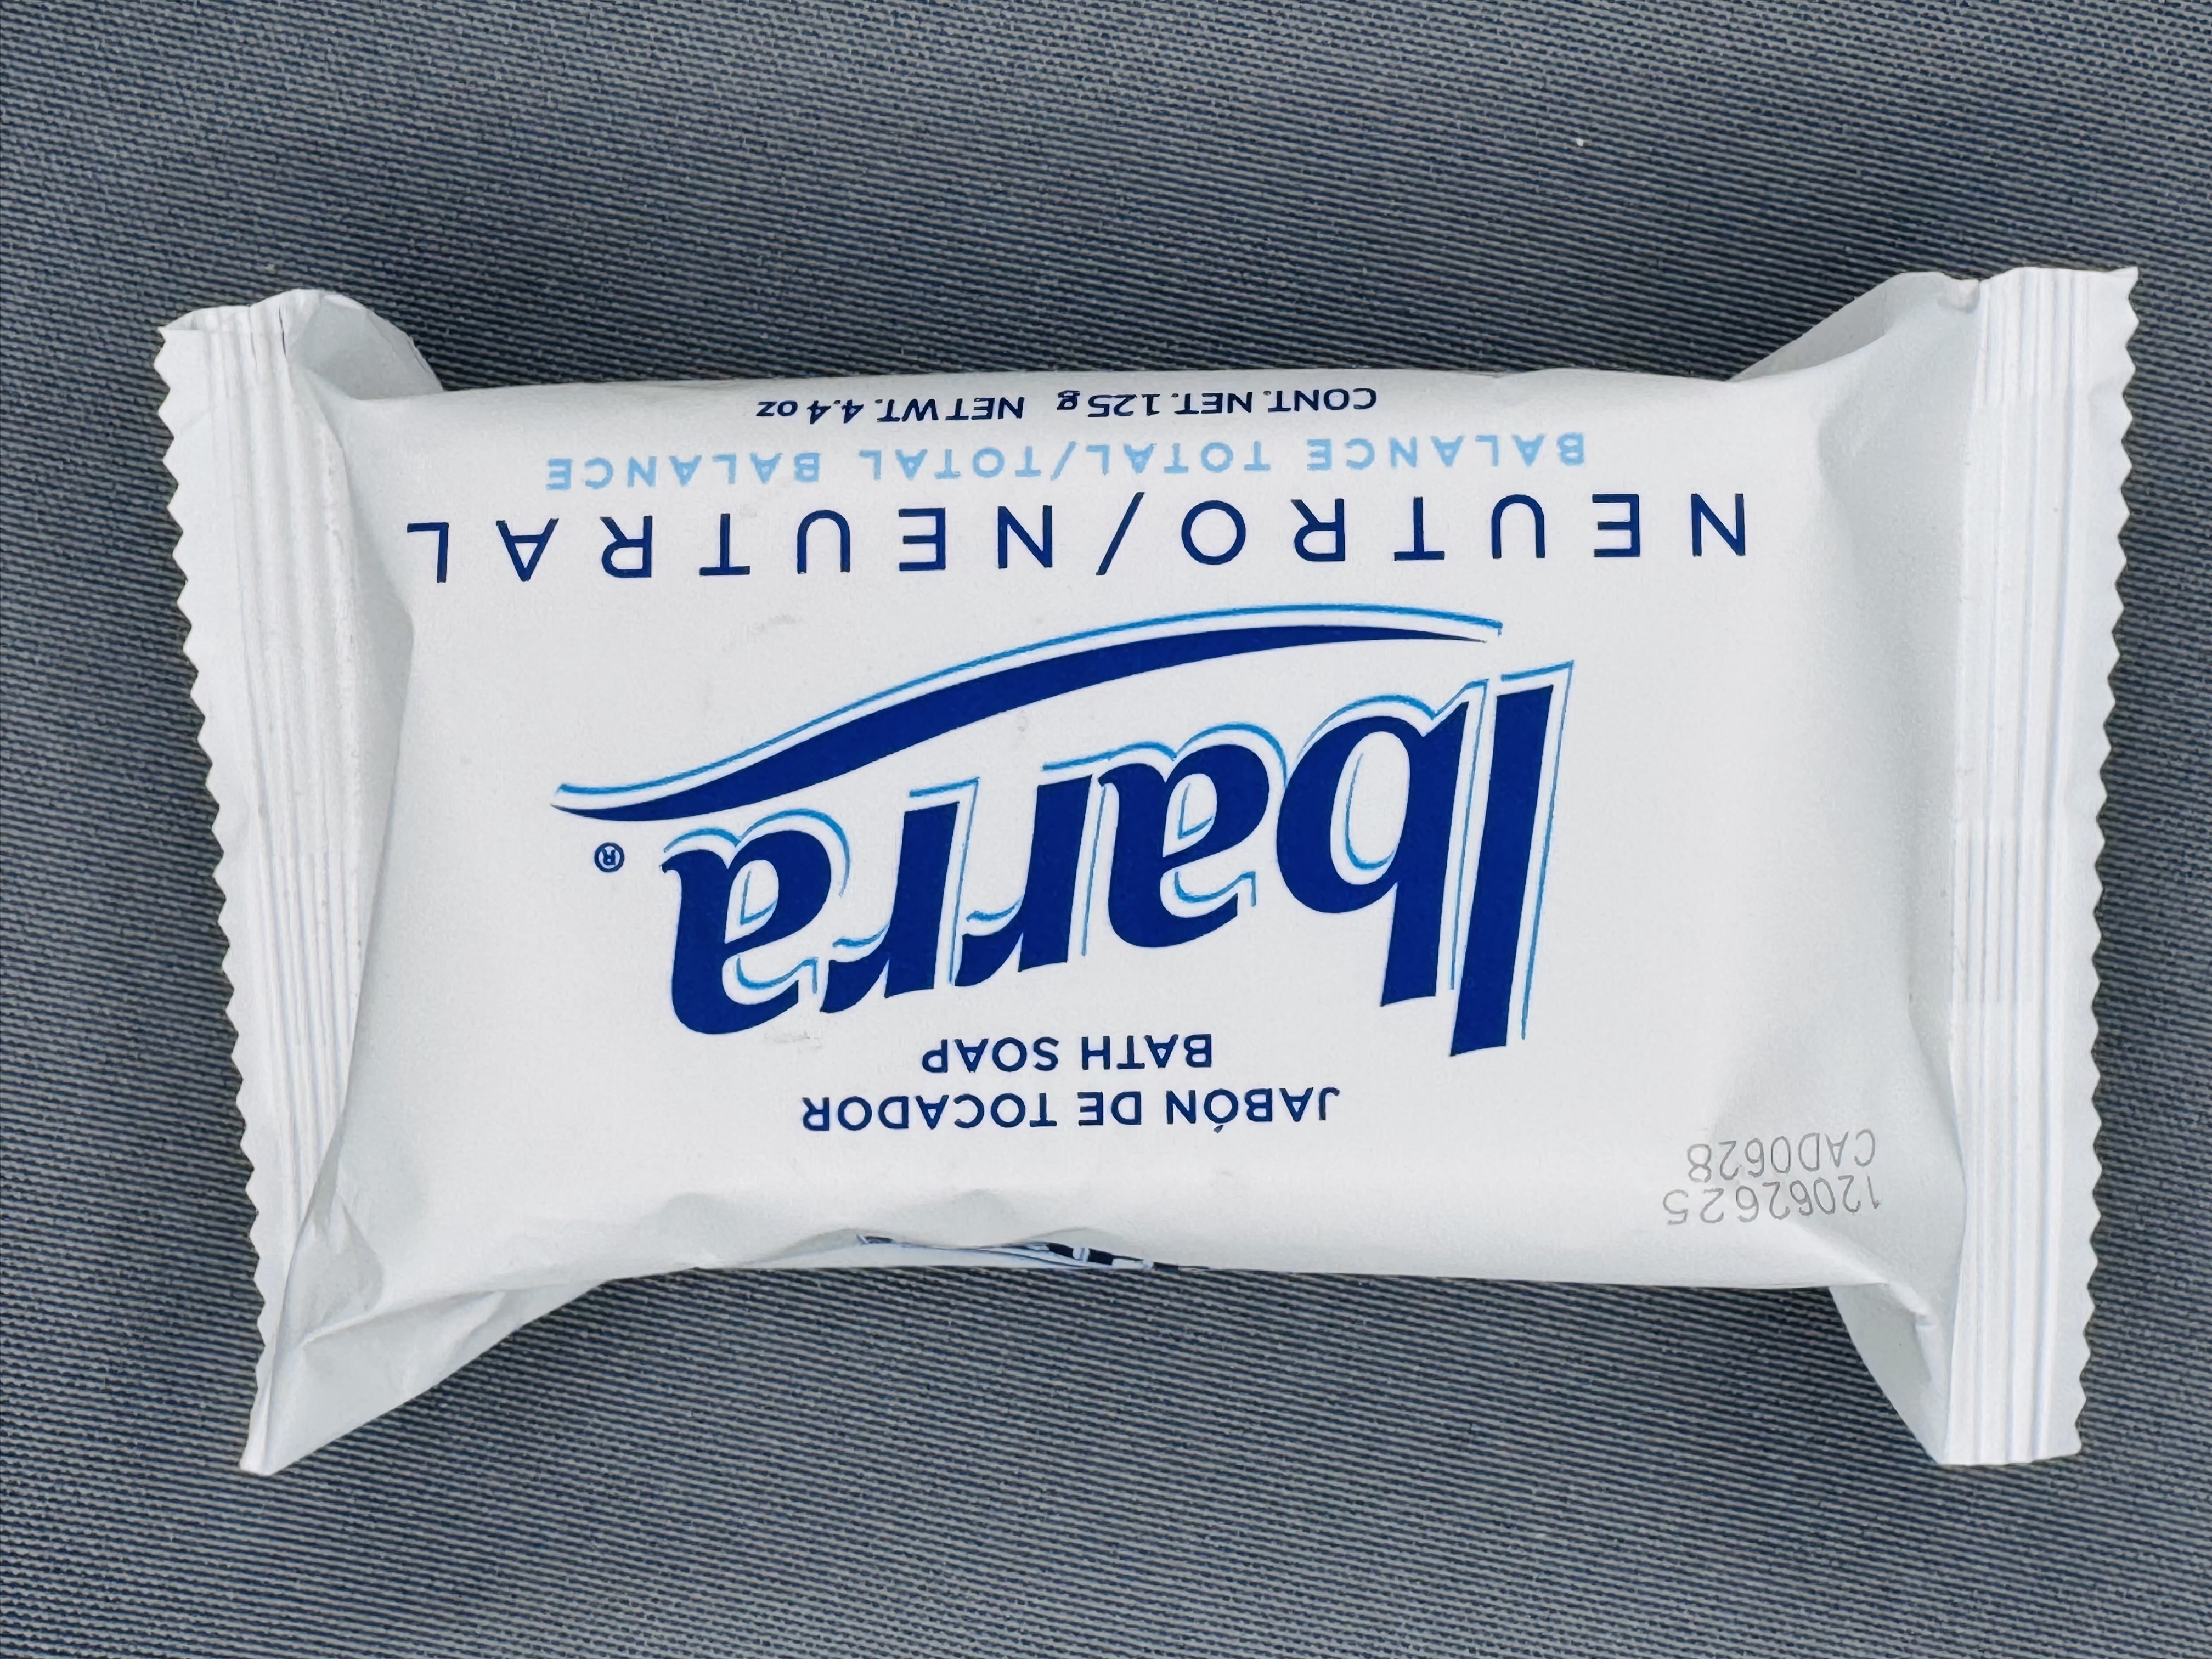 12062625
CAD0628
JABÓN DE TOCADOR
BATH SOAP
Ibarra®
NEUTRO/NEUTRAL
BALANCE TOTAL/TOTAL BALANCE
CONT. NET. 125 g NET WT. 4.4 oz